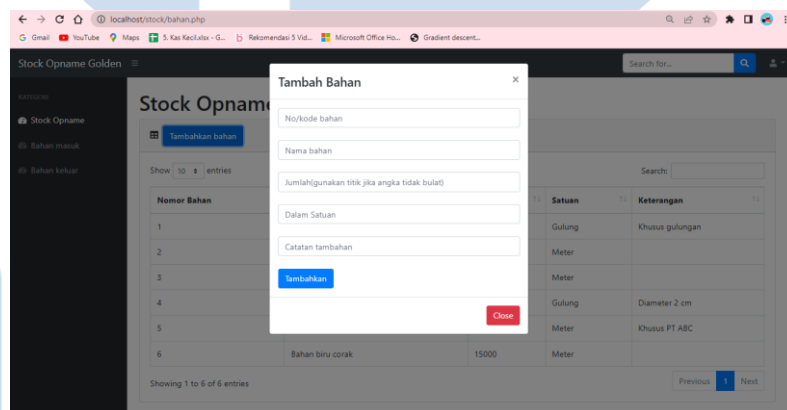 localhost/stock/bahan.php
Gmail YouTube Maps 5. Kas Kecil.xlsx - G... Rekomendasi 5 Vid... Microsoft Office Ho... Gradient descent...
Stock Opname Golden
Search for...
KATEGORI
Stock Opname
Bahan masuk
Bahan keluar
Stock Opname
Tambahkan bahan
Show 10 entries
Search:
Nomor Bahan Satuan Keterangan
1 Gulung Khusus gulungan
2 Meter
3 Meter
4 Gulung Diameter 2 cm
5 Meter Khusus PT ABC
6 Bahan biru corak 15000 Meter
Showing 1 to 6 of 6 entries
Previous 1 Next
Tambah Bahan ×
No/kode bahan
Nama bahan
Jumlah(gunakan titik jika angka tidak bulat)
Dalam Satuan
Catatan tambahan
Tambahkan
Close